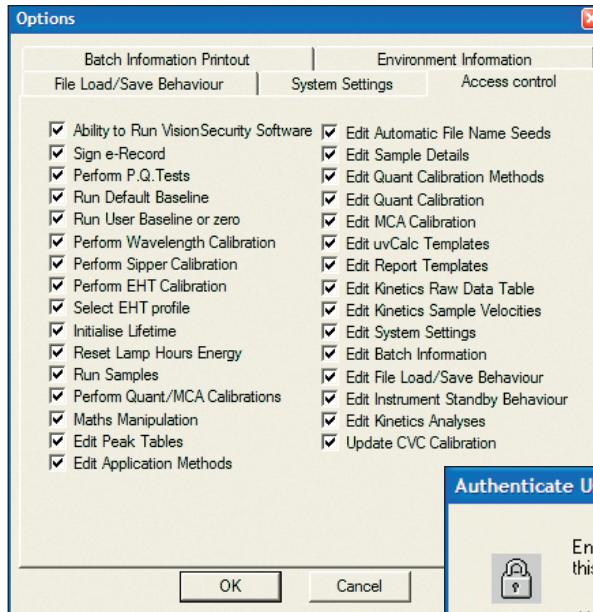 Options
Batch Information Printout
Environment Information
File Load/Save Behaviour
System Settings
Access control
Ability to Run VisionSecurity Software
Sign e-Record
Perform P.Q.Tests
Run Default Baseline
Run User Baseline or zero
Perform Wavelength Calibration
Perform Sipper Calibration
Perform EHT Calibration
Select EHT profile
Initialise Lifetime
Reset Lamp Hours Energy
Run Samples
Perform Quant/MCA Calibrations
Maths Manipulation
Edit Peak Tables
Edit Application Methods
Edit Automatic File Name Seeds
Edit Sample Details
Edit Quant Calibration Methods
Edit Quant Calibration
Edit MCA Calibration
Edit uvCalc Templates
Edit Report Templates
Edit Kinetics Raw Data Table
Edit Kinetics Sample Velocities
Edit System Settings
Edit Batch Information
Edit File Load/Save Behaviour
Edit Instrument Standby Behaviour
Edit Kinetics Analyses
Update CVC Calibration
OK
Cancel
Authenticate U
En
this